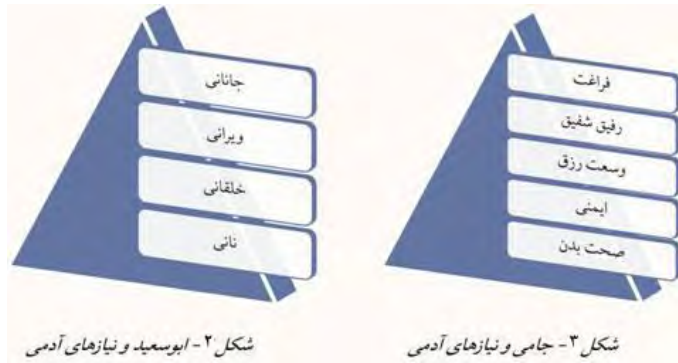 جانانی
ویرانی
خلقانی
نانی
شکل ۲- ابوسعید و نیازهای آدمی
فراغت
رفیق شفیق
وسعت رزق
ایمنی
صحت بدن
شکل ۳- جامی و نیازهای آدمی